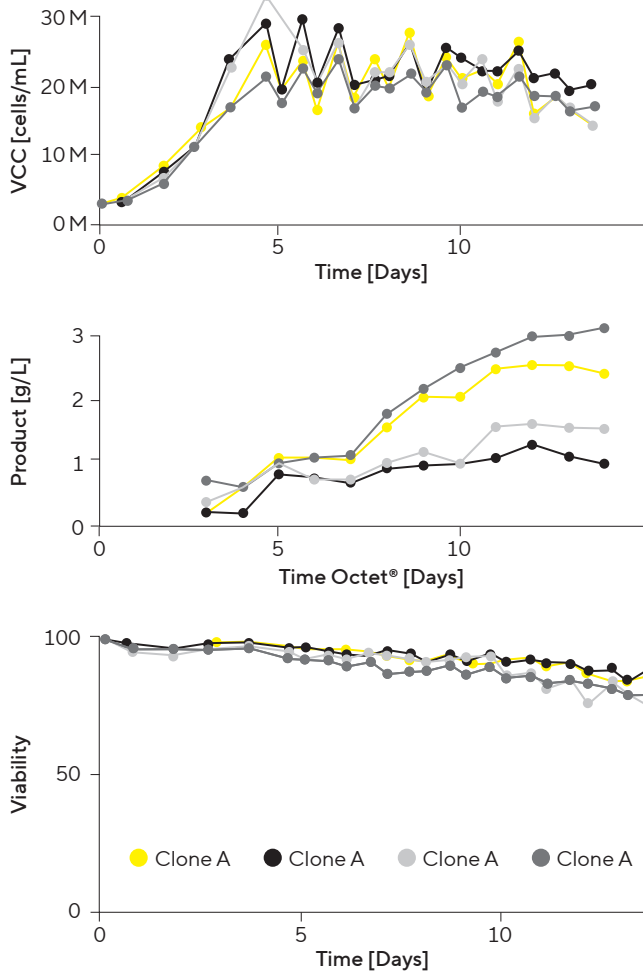 VCC [cells/mL]
30 M
20 M
10 M
0 M
0 5 10
Time [Days]
Product [g/L]
3
2
1
0
0 5 10
Time Octet® [Days]
Viability
100
50
0
Clone A Clone A Clone A Clone A
0 5 10
Time [Days]